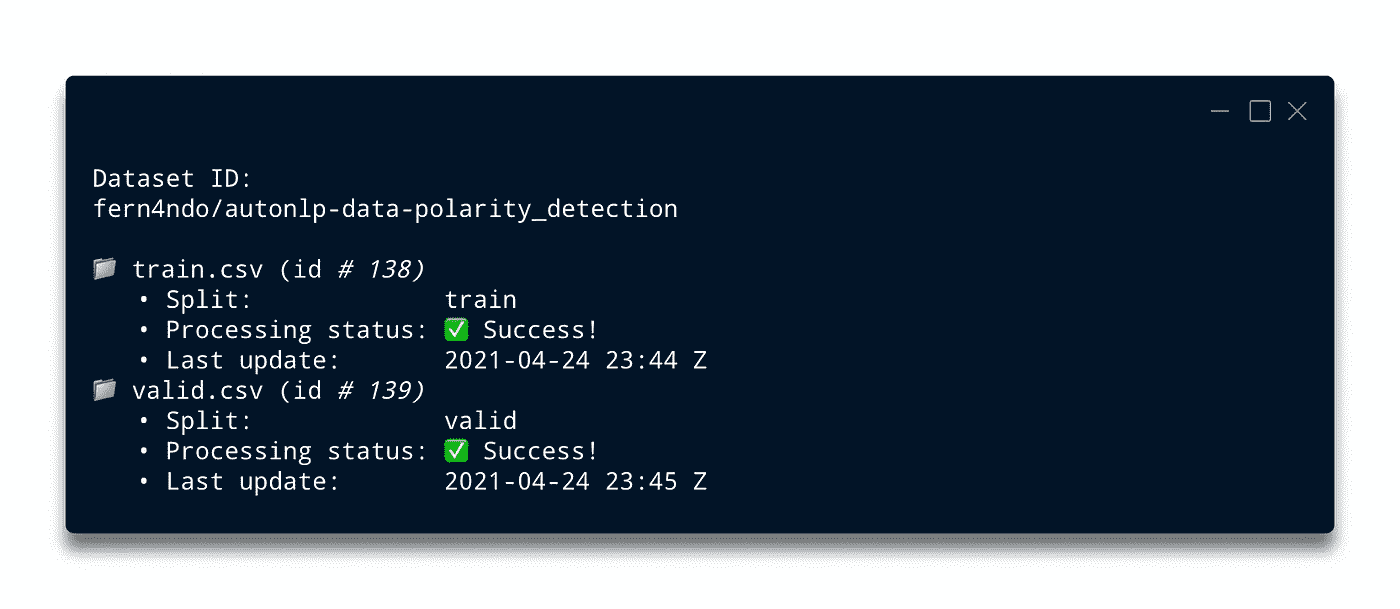 Dataset ID:
fern4ndo/autonlp-data-polarity_detection
train.csv (id # 138)
• Split: train
• Processing status: ✅ Success!
• Last update: 2021-04-24 23:44 Z
valid.csv (id # 139)
• Split: valid
• Processing status: ✅ Success!
• Last update: 2021-04-24 23:45 Z